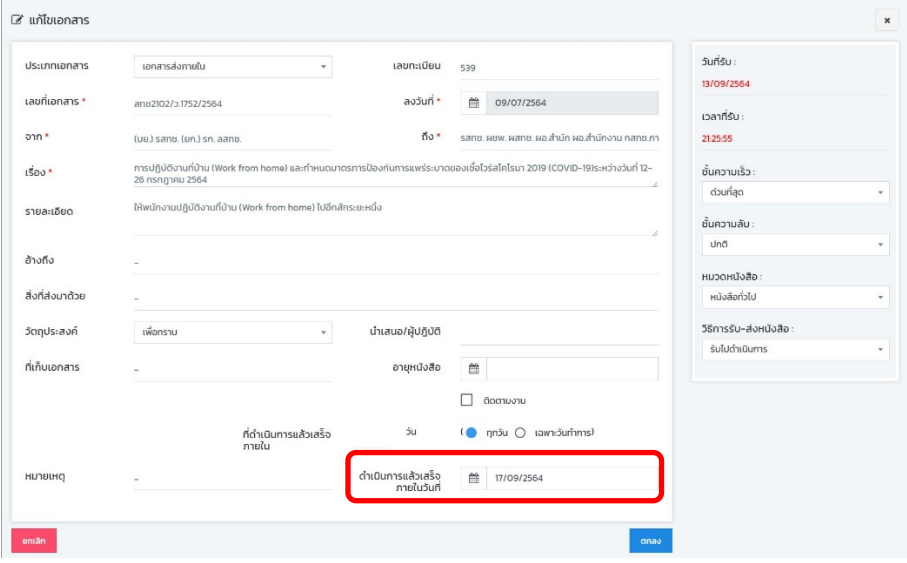 แก้ไขเอกสาร
×
ประเภทเอกสาร เอกสารส่งภายใน เลขทะเบียน 539
เลขที่เอกสาร * สทช2102/ว.1752/2564 ลงวันที่ * 09/07/2564
จาก * (บย.) รสทช. (ยก.) รก. ลสทช. ถึง * รสทช. ผชพ. ผสทช. ผอ.สำนัก ผอ.สำนักงาน กสทช.ภา
เรื่อง * การปฏิบัติงานที่บ้าน (Work from home) และกำหนดมาตรการป้องกันการแพร่ระบาดของเชื้อไวรัสโคโรนา 2019 (COVID-19)ระหว่างวันที่ 12-
26 กรกฎาคม 2564
รายละเอียด ให้พนักงานปฏิบัติงานที่บ้าน (Work from home) ไปอีกสักระยะหนึ่ง
อ้างถึง -
สิ่งที่ส่งมาด้วย -
วัตถุประสงค์ เพื่อทราบ นำเสนอ/ผู้ปฏิบัติ
ที่เก็บเอกสาร - อายุหนังสือ
ติดตามงาน
ที่ดำเนินการแล้วเสร็จ
ภายใน
วัน ( ทุกวัน เฉพาะวันทำการ)
หมายเหตุ -
ดำเนินการแล้วเสร็จ
ภายในวันที่
17/09/2564
ยกเลิก ตกลง
วันที่รับ :
13/09/2564
เวลาที่รับ :
21:25:55
ชั้นความเร็ว :
ด่วนที่สุด
ชั้นความลับ :
ปกติ
หมวดหนังสือ :
หนังสือทั่วไป
วิธีการรับ-ส่งหนังสือ :
รับไปดำเนินการ